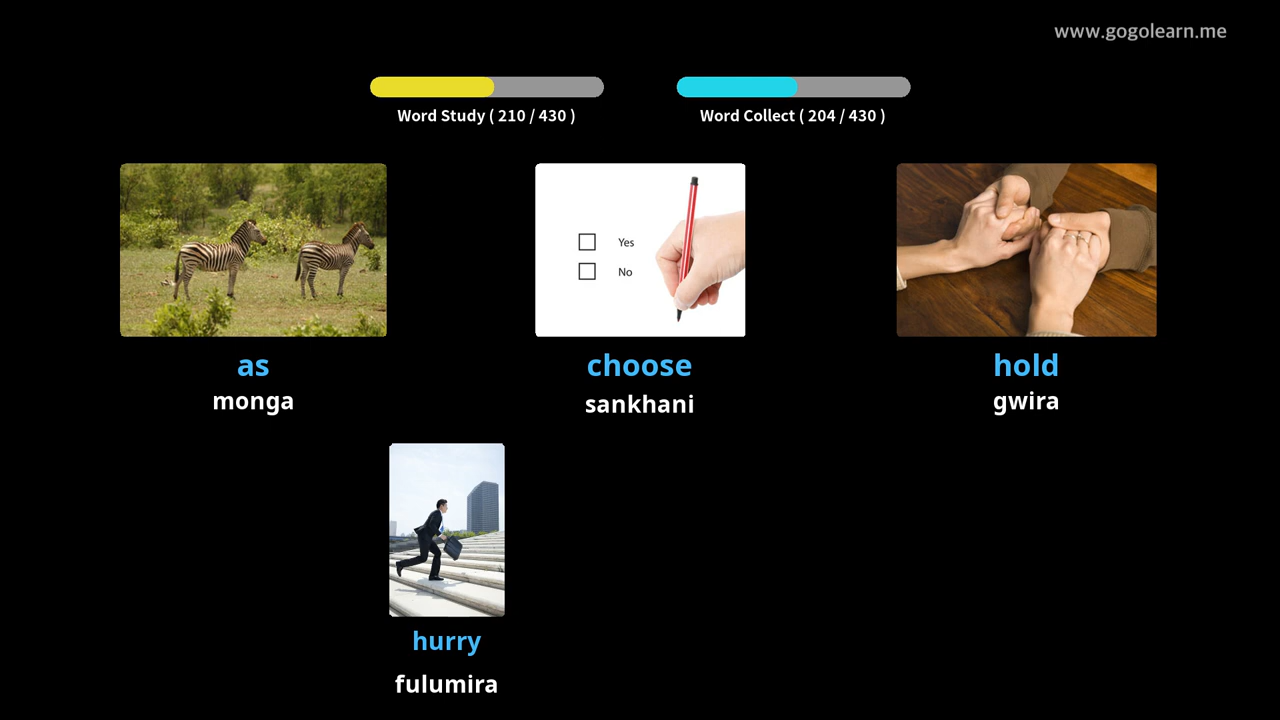 www.gogolearn.me
Word Study ( 210 / 430 )
Word Collect ( 204 / 430 )
Yes
No
as
monga
choose
sankhani
hold
gwira
hurry
fulumira